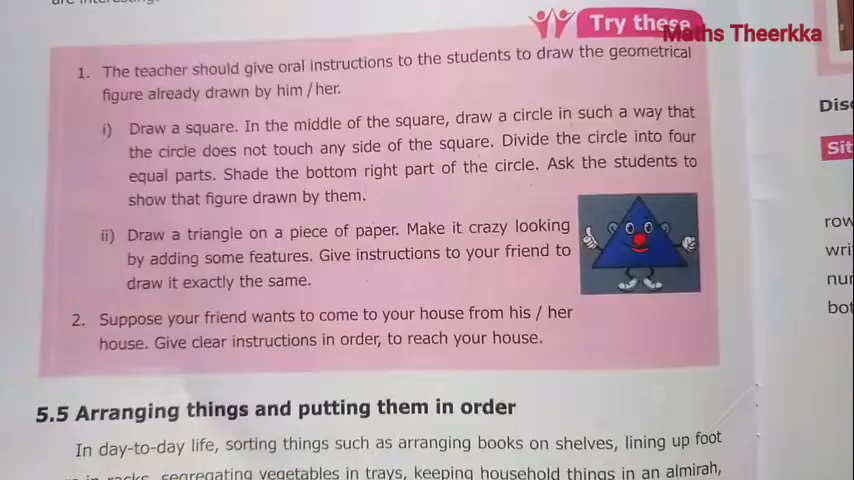 Try these
Maths Theerkka
1. The teacher should give oral instructions to the students to draw the geometrical
figure already drawn by him / her.
i) Draw a square. In the middle of the square, draw a circle in such a way that
the circle does not touch any side of the square. Divide the circle into four
equal parts. Shade the bottom right part of the circle. Ask the students to
show that figure drawn by them.
ii) Draw a triangle on a piece of paper. Make it crazy looking
by adding some features. Give instructions to your friend to
draw it exactly the same.
2. Suppose your friend wants to come to your house from his / her
house. Give clear instructions in order, to reach your house.
5.5 Arranging things and putting them in order
In day-to-day life, sorting things such as arranging books on shelves, lining up foot
in racks, segregating vegetables in trays, keeping household things in an almirah,
Sit
row